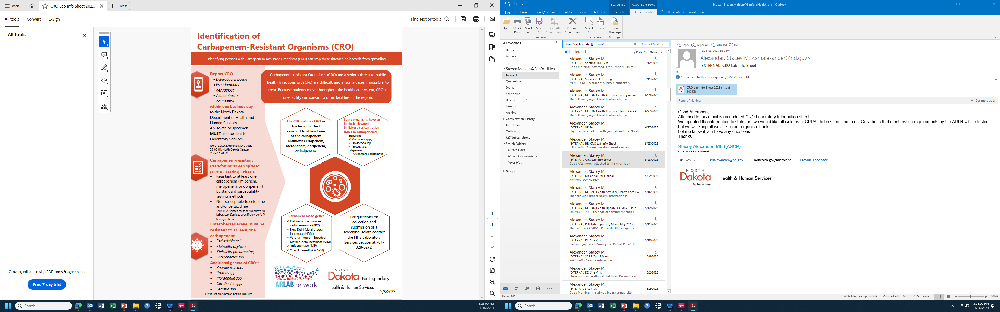 Menu
CRO Lab Info Sheet 202...
Create
All tools
Convert
E-Sign
Find text or tools
All tools
Convert, edit and e-sign PDF forms & agreements
Free 7-day trial
Identification of
Carbapenem-Resistant Organisms (CRO)
Identifying persons with Carbapenem-Resistant Organisms (CRO) can stop these threatening bacteria from spreading.
Report CRO
• Enterobacteriaceae
• Pseudomonas
aeruginosa
• Acinetobacter
baumannii
within one business day
to the North Dakota
Department of Health and
Human Services.
An isolate or specimen
MUST also be sent to
Laboratory Services.
North Dakota Administrative Code
33-06-01, North Dakota Century
Code 23-07-01.
Carbapenem-resistant
Pseudomonas aeruginosa
(CRPA) Testing Criteria
• Resistant to at least one
carbapenem (imipenem,
meropenem, or doripenem)
by standard susceptibility
testing methods
• Non-susceptible to cefepime
and/or ceftazidime
*All CRPA isolates must be submitted to
Laboratory Services even if they don't fit
testing criteria.
Enterobacteriaceae must be
resistant to at least one
carbapenem:
• Escherichia coli
• Klebsiella oxytoca,
• Klebsiella pneumoniae,
• Enterobacter spp.
Additional genera of CRO*:
• Providencia spp.
• Proteus spp.
• Morganella spp.
• Citrobacter spp.
• Serratia spp.
* List is just an example, not an inclusive
Carbapenem-resistant Organisms (CRO) are a serious threat to public
health. Infections with CRO are difficult, and in some cases impossible, to
treat. Because patients move throughout the healthcare system, CRO in
one facility can spread to other facilities in the region.
The CDC defines CRO as
bacteria that test
resistant to at least one
of the carbapenem
antibiotics ertapenem,
meropenem, doripenem,
or imipenem.
Some organisms have an
intrinsic elevated
inhibitory concentration
(MIC) to carbapenems:
Imipenem
✓ Morganella spp.,
✓ Providencia spp.
✓ Proteus spp.
Ertapenem
✓ Pseudomonas aeruginosa
Carbapenemase genes:
✓ Klebsiella pneumoniae
carbapenemase (KPC)
✓ New Delhi Metallo-beta-
lactamase (NDM)
✓ Verona Integron-Encoded
Metallo-beta-lactamase (VIM)
✓ Imipenemase (IMP)
✓ Oxacillinase-48 (OXA-48)
For questions on
collection and
submission of a
screening isolate contact
the HHS Laboratory
Services Section at 701-
328-6272.
ARLABnetwork
NORTH
Dakota Be Legendary.
Health & Human Services
5/8/2023
1
1
Search
3:26:00 PM
4/16/2024
Search Tools
Attachment Tools
Inbox - Steven.Mahlen@SanfordHealth.org - Outlook
File
Home
Send / Receive
Folder
View
Add-ins
Search
Attachments
Tell me what you want to do...
Open
Quick
Print
Send
To
Save
As
Save All
Attachments
Remove
Attachment
Select
All
Copy
Show
Message
Actions
Selection
Message
Favorites
Drafts
Archive
Steven.Mahlen@SanfordHea...
Inbox 4
Quarantine
Drafts
Sent Items
Deleted Items 1
Benefits
Archive
Conversation History
Junk Email
Outbox
RSS Subscriptions
Search Folders
Missed Calls
Missed Conversations
Voice Mail
Groups
from:"smalexander@nd.gov"
Current Mailbox
All
Unread
By Date
Newest
Alexander, Stacey M.
[EXTERNAL] Sentinel Lab Cert 7/12/2023
Good Morning, Attached is the Sentinel Clinical
Alexander, Stacey M.
[EXTERNAL] Summer ICU Testing 7/11/2023
MEMO CDC Encourages Summer Influenza A
Alexander, Stacey M.
[EXTERNAL] NDHAN Health Advisory: Locally Acqui... 6/29/2023
The following urgent health information is
Alexander, Stacey M.
[EXTERNAL] NDHAN Health Advisory: Health Care P... 6/27/2023
The following urgent health information is
Alexander, Stacey M.
[EXTERNAL] VR Set 6/27/2023
Hey! I'm just check up with your lab and the VR set.
Alexander, Stacey M.
[EXTERNAL] RE: CRO Lab Info Sheet 5/23/2023
If it is within 2 weeks we don't need a repeat
Alexander, Stacey M.
[EXTERNAL] CRO Lab Info Sheet 5/23/2023
Good Afternoon, Attached to this email is an
Alexander, Stacey M.
[EXTERNAL] Memorial Day Holiday 5/22/2023
Memorial Day Holiday
Alexander, Stacey M.
[EXTERNAL] NDHAN Health Advisory: Health Care P... 5/16/2023
The following urgent health information is
Alexander, Stacey M.
[EXTERNAL] NDHAN Health Update: COVID-19 Pub... 5/12/2023
On May 11, 2023, the federal government ended
Alexander, Stacey M.
[EXTERNAL] PHE Lab Reporting Memo May 2023 5/11/2023
The national COVID-19 Public Health Emergency
Alexander, Stacey M.
[EXTERNAL] RE: Site Visit 5/10/2023
Can you guys meet Monday the 15th at 11am? Yes
Alexander, Stacey M.
[EXTERNAL] SARS-CoV-2 Memo 5/8/2023
SARS-CoV-2 Sample Submission
Alexander, Stacey M.
[EXTERNAL] RE: Site Visit 5/2/2023
I have another meeting at that time. Do you have
Alexander, Stacey M.
[EXTERNAL] Site Visit 5/2/2023
Good Morning, I'm scheduling my annual site
Reply
Reply All
Forward
IM
Tue 5/23/2023 3:50 PM
Alexander, Stacey M. <smalexander@nd.gov>
[EXTERNAL] CRO Lab Info Sheet
To
You replied to this message on 5/23/2023 3:59 PM.
CRO Lab Info Sheet 2023 (1).pdf
197 KB
Report Phishing
+ Get more apps
Good Afternoon,
Attached to this email is an updated CRO Laboratory Information sheet.
We updated the information to state that we would like all isolates of CRPAs to be submitted to us. Only those that meet testing requirements by the ARLN will be tested
but we will keep all isolates in our organism bank.
Let me know if you have any questions.
Thanks
Stacey Alexander, MLS(ASCP)
Director of Biothreat
701.328.6295 • smalexander@nd.gov • ndhealth.gov/microlab/ • Provide Feedback
NORTH
Dakota | Health & Human Services
Be Legendary.
Items: 243
All folders are up to date.
Connected to: Microsoft Exchange
100%
Search
3:26:00 PM
4/16/2024